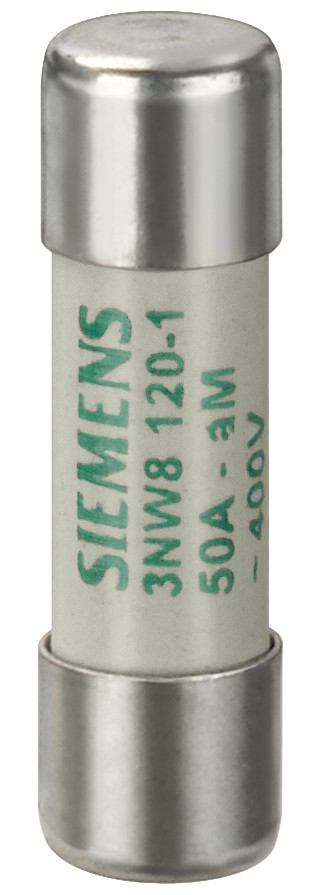 SIEMENS
3NW8 120-1
50A - aM
~400V